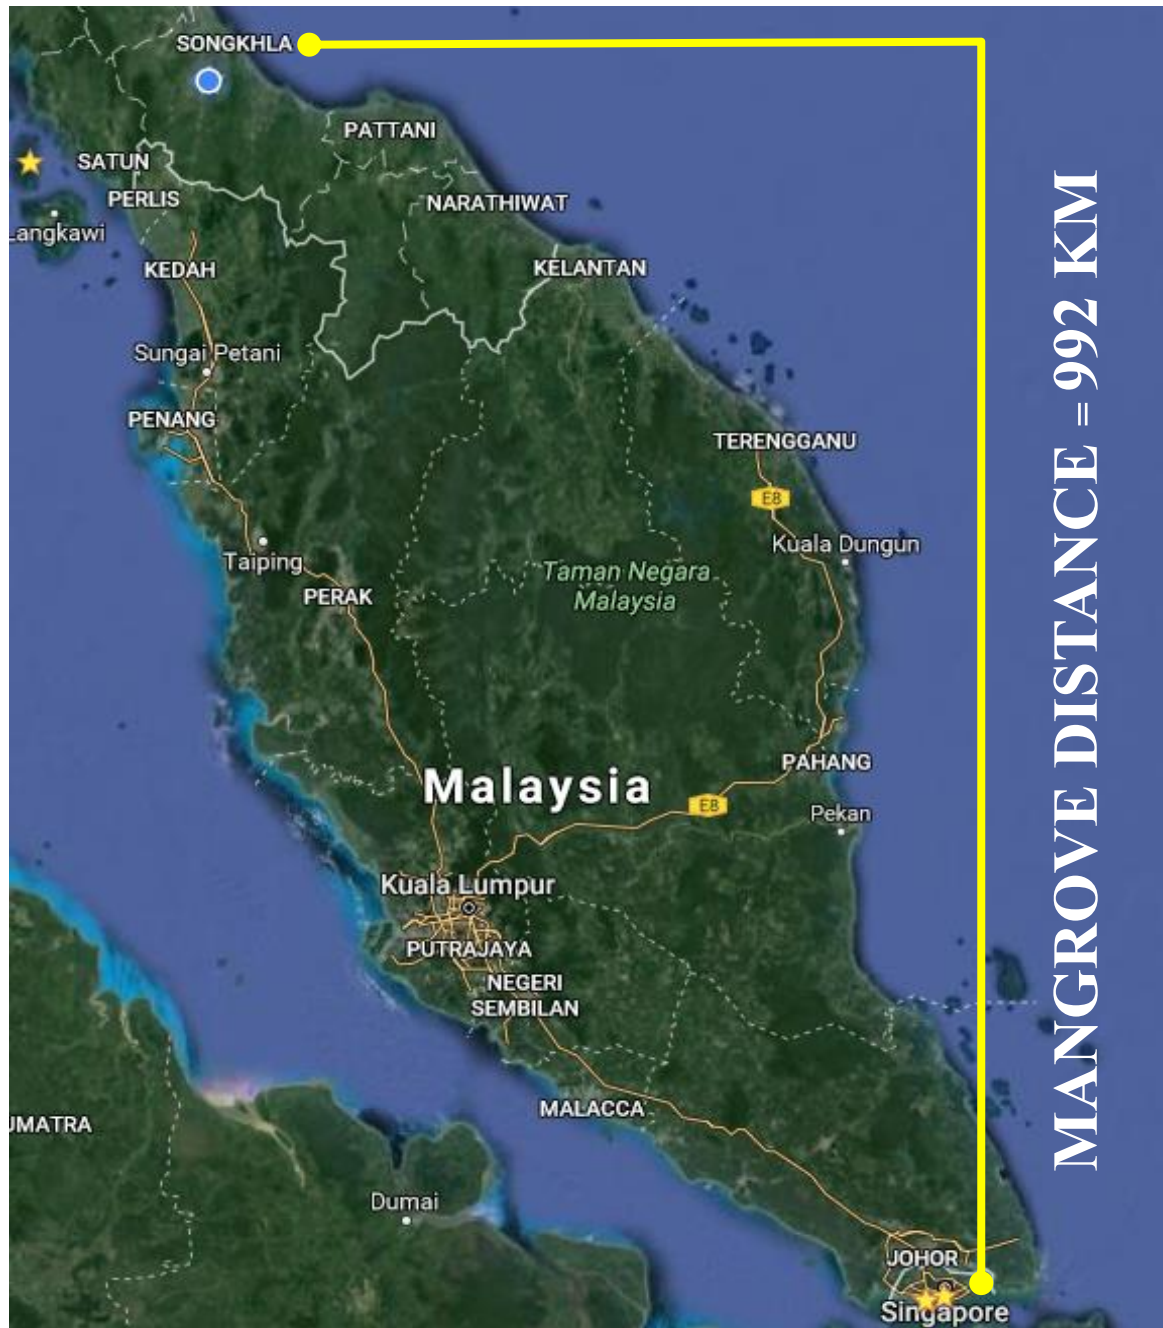 SONGKHLA
PATTANI
SATUN
PERLIS
NARATHIWAT
Langkawi
KEDAH
KELANTAN
Sungai Petani
PENANG
TERENGGANU
E8
Kuala Dungun
Taiping
Taman Negara
Malaysia
PERAK
PAHANG
Malaysia
E8
Pekan
Kuala Lumpur
PUTRAJAYA
NEGERI
SEMBILAN
MALACCA
UMATRA
Dumai
JOHOR
Singapore
MANGROVE DISTANCE = 992 KM